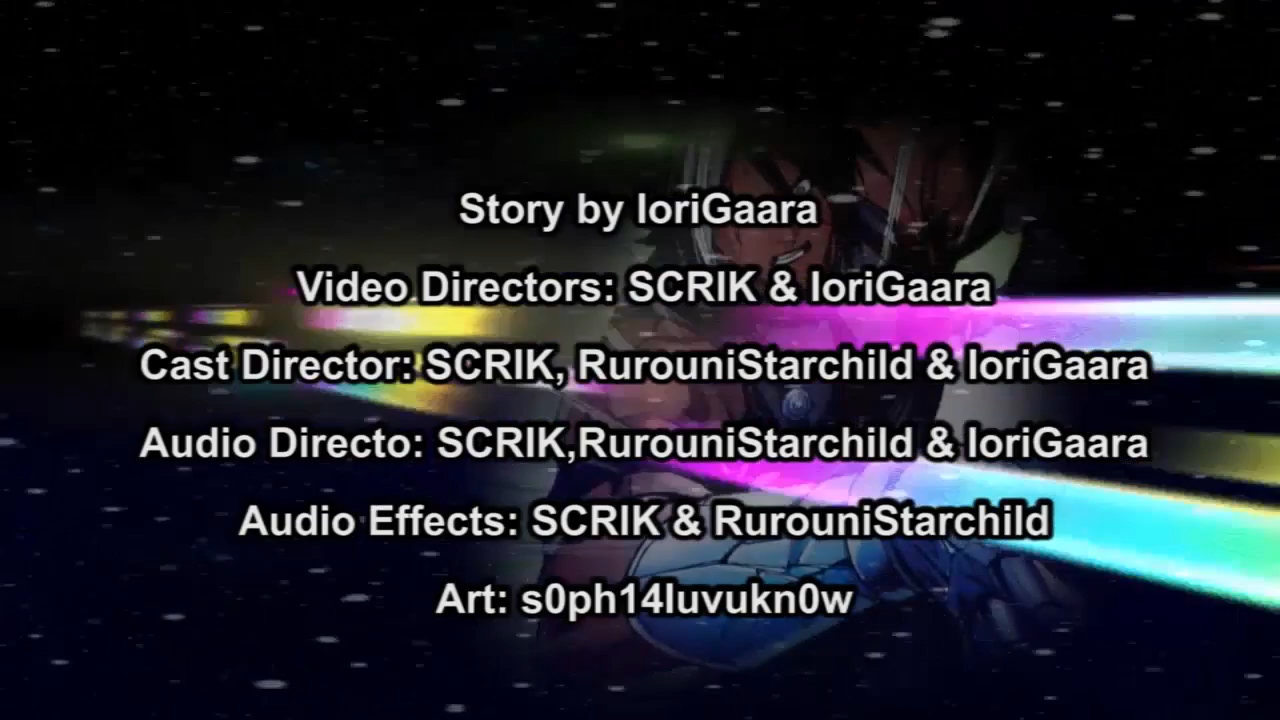 Story by IoriGaara
Video Directors: SCRIK & IoriGaara
Cast Director: SCRIK, RurouniStarchild & IoriGaara
Audio Directo: SCRIK,RurouniStarchild & IoriGaara
Audio Effects: SCRIK & RurouniStarchild
Art: s0ph14luvukn0w